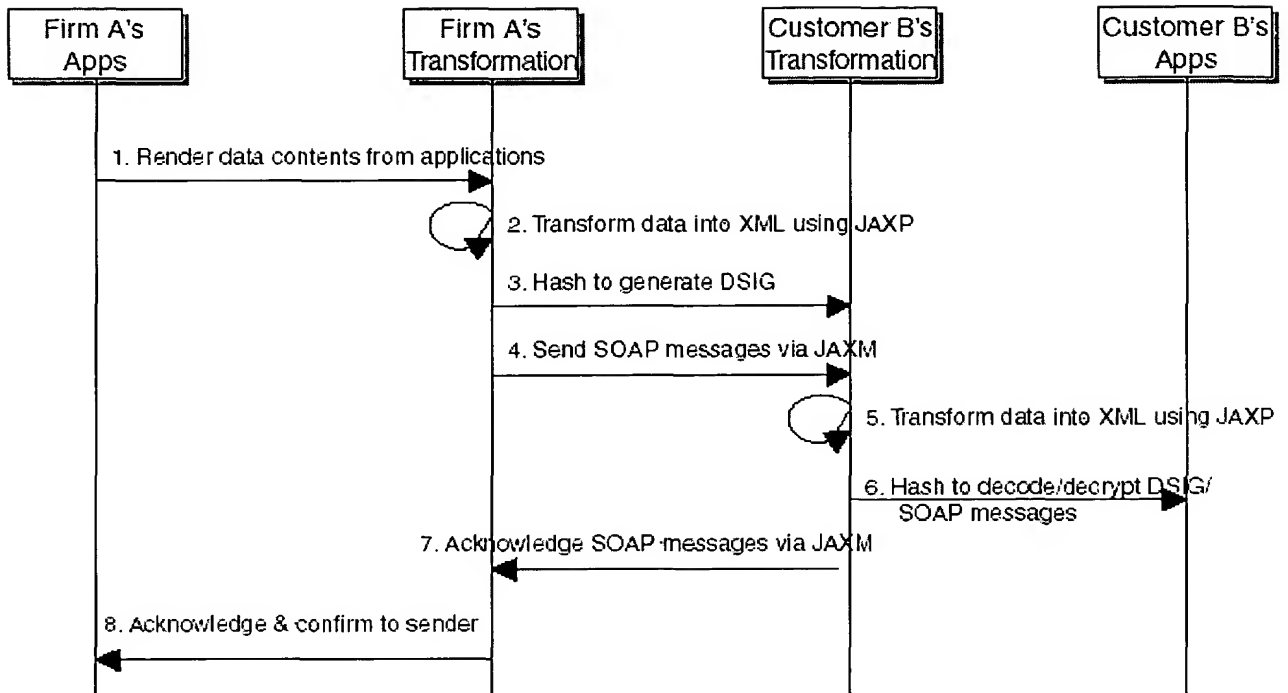 Firm A's
Apps
Firm A's
Transformation
Customer B's
Transformation
Customer B's
Apps
1. Render data contents from applications
2. Transform data into XML using JAXP
3. Hash to generate DSIG
4. Send SOAP messages via JAXM
5. Transform data into XML using JAXP
6. Hash to decode/decrypt DSIG/
SOAP messages
7. Acknowledge SOAP messages via JAXM
8. Acknowledge & confirm to sender